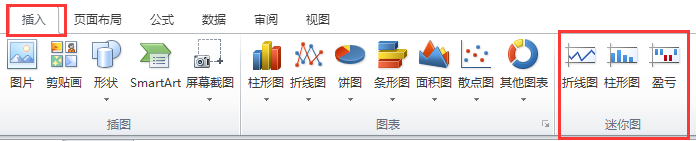 插入 页面布局 公式 数据 审阅 视图
图片 剪贴画 形状 SmartArt 屏幕截图 柱形图 折线图 饼图 条形图 面积图 散点图 其他图表 折线图 柱形图 盈亏
插图 图表 迷你图